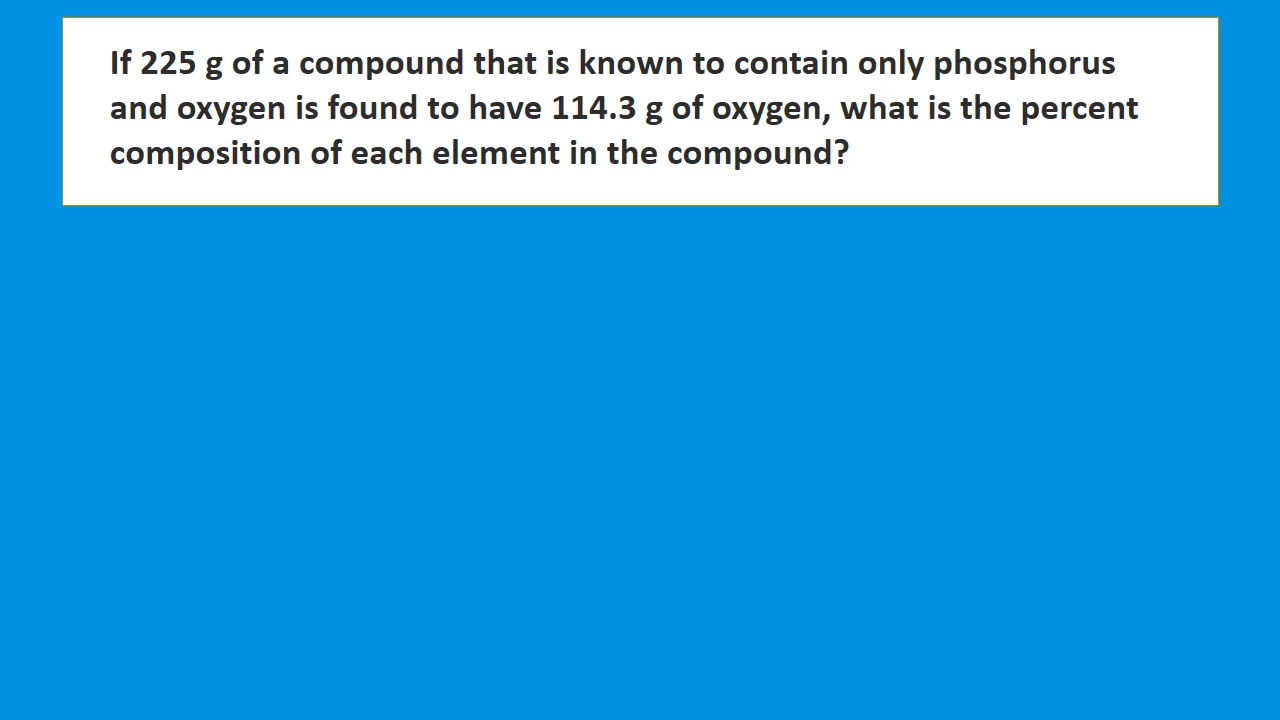 If 225 g of a compound that is known to contain only phosphorus
and oxygen is found to have 114.3 g of oxygen, what is the percent
composition of each element in the compound?